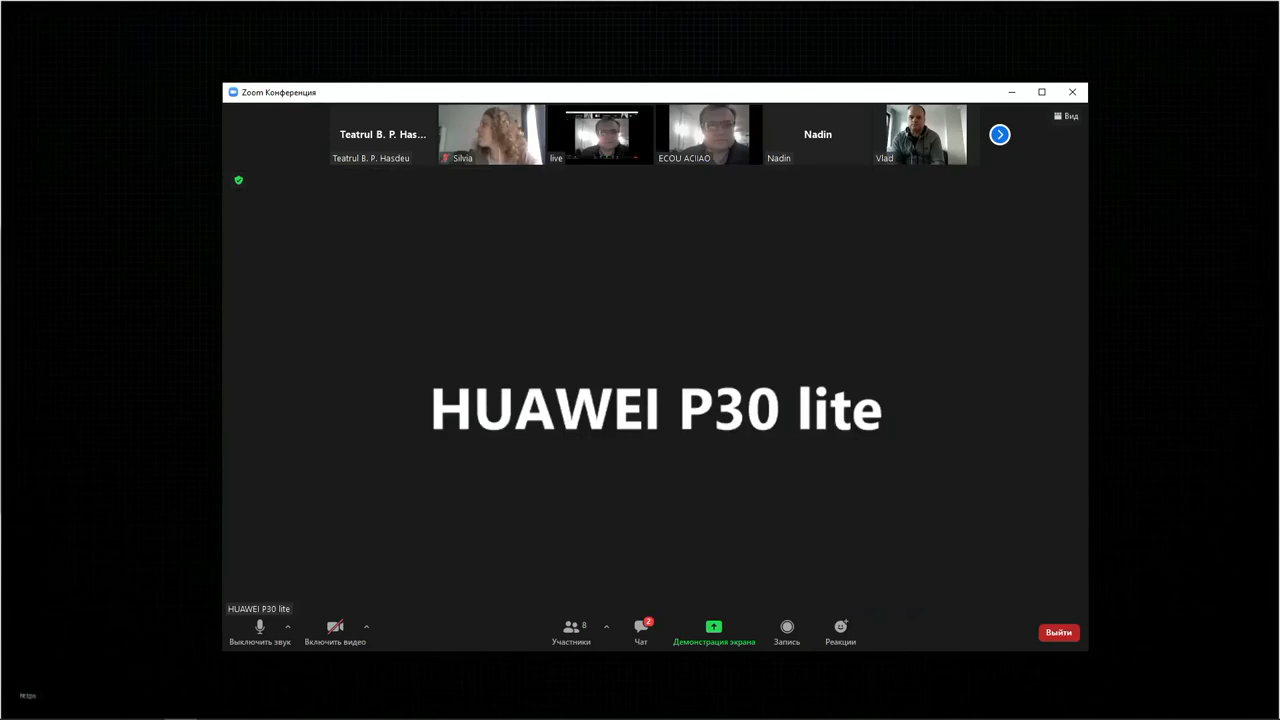 Zoom Конференция
Teatrul B. P. Has...
Nadin
Вид
Teatrul B. P. Hasdeu
Silvia
live
ECOU ACIIAO
Nadin
Vlad
HUAWEI P30 lite
HUAWEI P30 lite
8
2
Выключить звук
Включить видео
Участники
Чат
Демонстрация экрана
Запись
Реакции
Выйти